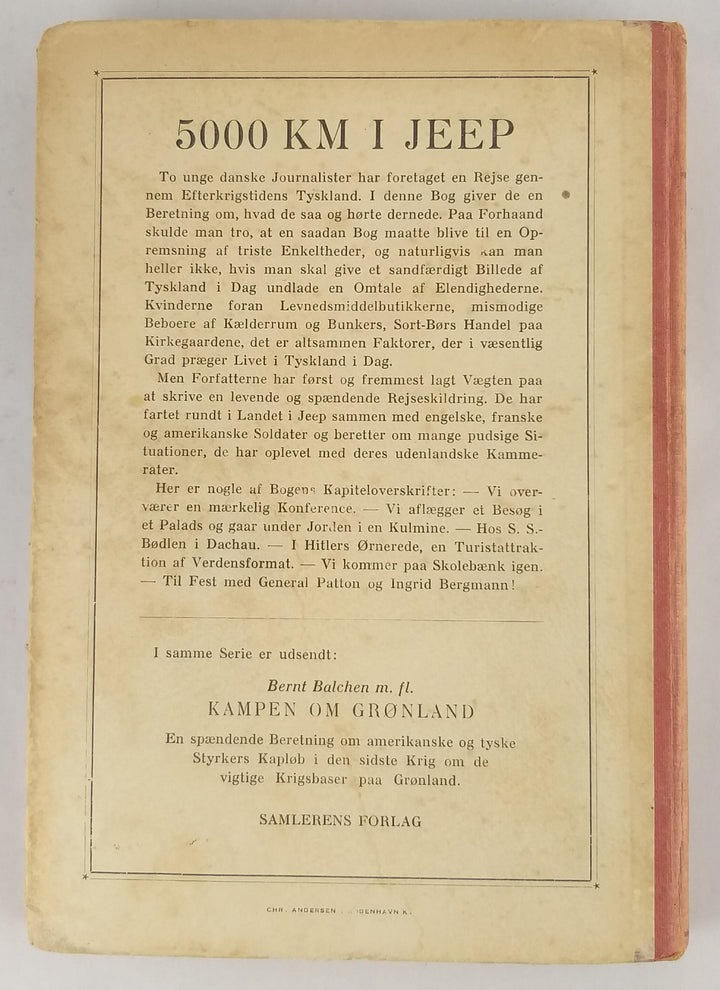 5000 KM I JEEP
To unge danske Journalister har foretaget en Rejse gen-
nem Efterkrigstidens Tyskland. I denne Bog giver de en
Beretning om, hvad de saa og hørte dernede. Paa Forhaand
skulde man tro, at en saadan Bog maatte blive til en Op-
remsning af triste Enkeltheder, og naturligvis kan man
heller ikke, hvis man skal give et sandfærdigt Billede af
Tyskland i Dag undlade en Omtale af Elendighederne.
Kvinderne foran Levnedsmiddelbutikkerne, mismodige
Beboere af Kælderrum og Bunkers, Sort-Børs Handel paa
Kirkegaardene, det er altsammen Faktorer, der i væsentlig
Grad præger Livet i Tyskland i Dag.
Men Forfatterne har først og fremmest lagt Vægten paa
at skrive en levende og spændende Rejseskildring. De har
fartet rundt i Landet i Jeep sammen med engelske, franske
og amerikanske Soldater og beretter om mange pudsige Si-
tuationer, de har oplevet med deres udenlandske Kamme-
rater.
Her er nogle af Bogens Kapiteloverskrifter: — Vi over-
værer en mærkelig Konference. — Vi aflægger et Besøg i
et Palads og gaar under Jorden i en Kulmine. — Hos S. S.-
Bødlen i Dachau. — I Hitlers Ørnerede, en Turistattrak-
tion af Verdensformat. — Vi kommer paa Skolebænk igen.
— Til Fest med General Patton og Ingrid Bergmann!
I samme Serie er udsendt:
Bernt Balchen m. fl.
KAMPEN OM GRØNLAND
En spændende Beretning om amerikanske og tyske
Styrkers Kapløb i den sidste Krig om de
vigtige Krigsbaser paa Grønland.
SAMLERENS FORLAG
CHR. ANDERSEN